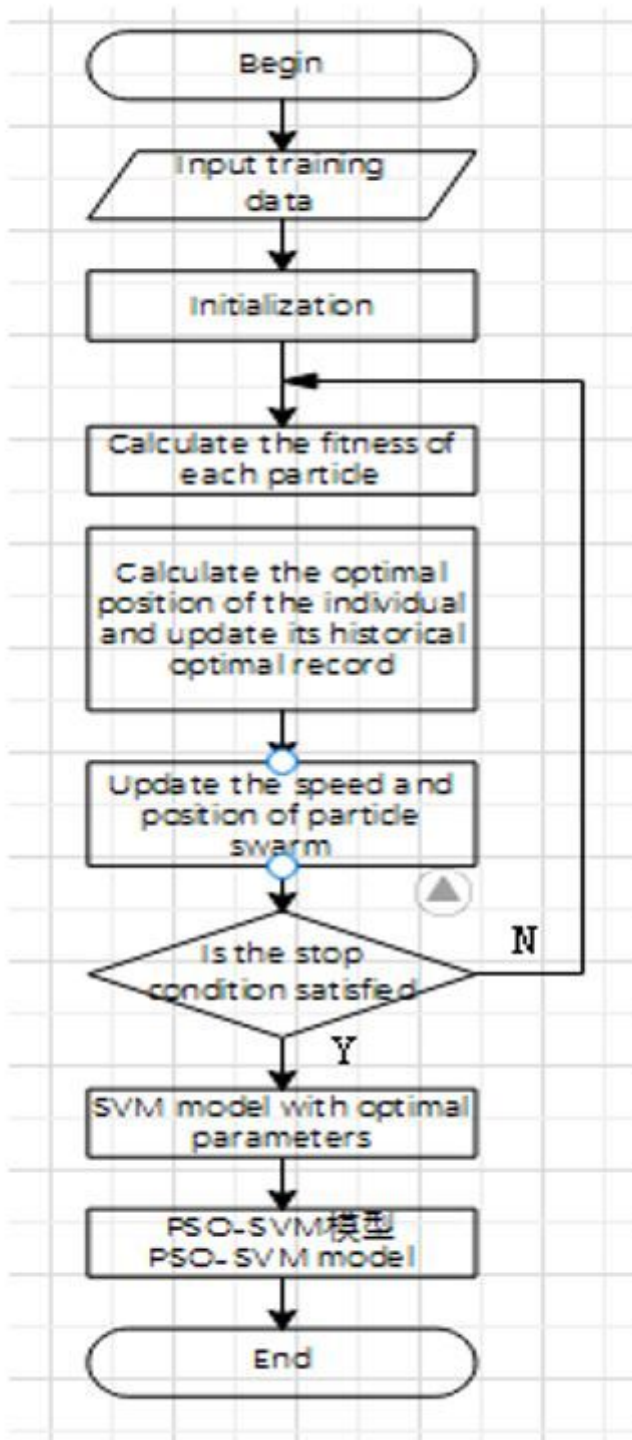 Begin
Input training
data
Initialization
Calculate the fitness of
each particle
Calculate the optimal
position of the individual
and update its historical
optimal record
Update the speed and
position of particle
swarm
Is the stop
condition satisfied
N
Y
SVM model with optimal
parameters
PSO-SVM模型
PSO-SVM model
End